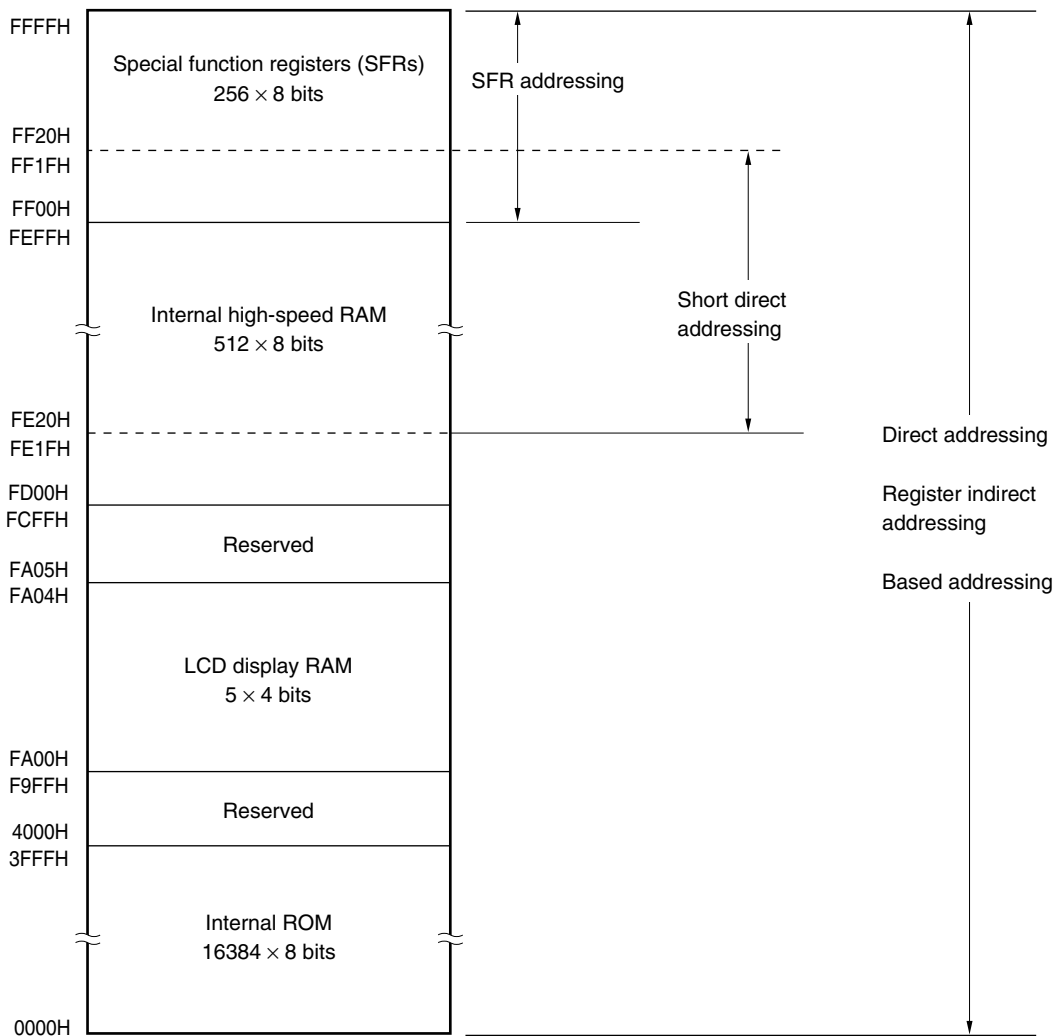 FFFFH
Special function registers (SFRs)
256 × 8 bits
SFR addressing
FF20H
FF1FH
FF00H
FEFFH
Internal high-speed RAM
512 × 8 bits
Short direct
addressing
FE20H
FE1FH
Direct addressing
Register indirect
addressing
Based addressing
FD00H
FCFFH
Reserved
FA05H
FA04H
LCD display RAM
5 × 4 bits
FA00H
F9FFH
Reserved
4000H
3FFFH
Internal ROM
16384 × 8 bits
0000H